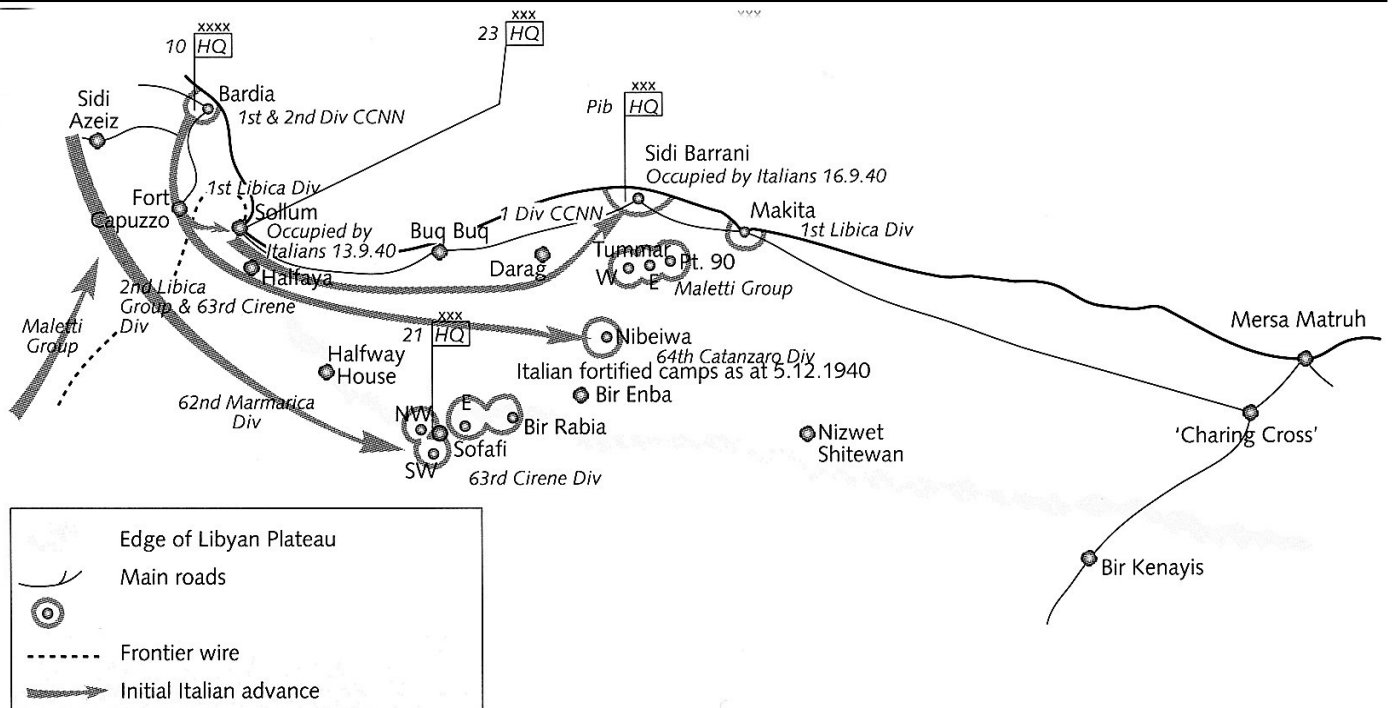 xxxx
10 HQ
xxx
23 HQ
xxx
Pib HQ
Sidi
Azeiz
Bardia
1st & 2nd Div CCNN
Sidi Barrani
Occupied by Italians 16.9.40
Fort
Capuzzo
1st Libica Div
Sollum
Occupied by
Italians 13.9.40
Halfaya
Buq Buq
1 Div CCNN
Darag
Makita
1st Libica Div
Tummar
W
E
Pt. 90
Maletti Group
2nd Libica
Group & 63rd Cirene
Div
Maletti
Group
xxx
21 HQ
Nibeiwa
64th Catanzaro Div
Italian fortified camps as at 5.12.1940
Mersa Matruh
Halfway
House
Bir Enba
62nd Marmarica
Div
NW
E
Bir Rabia
Sofafi
SW
63rd Cirene Div
Nizwet
Shitewan
'Charing Cross'
Bir Kenayis
Edge of Libyan Plateau
Main roads
Frontier wire
Initial Italian advance